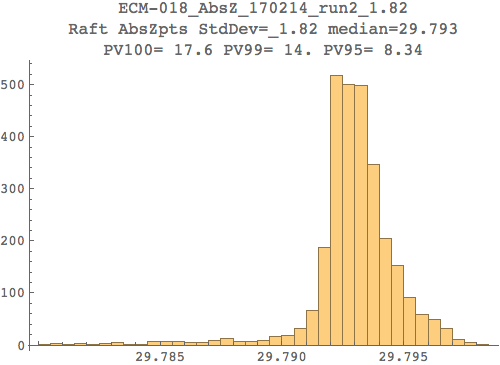 ECM-018_AbsZ_170214_run2_1.82
Raft AbsZpts StdDev=_1.82 median=29.793
PV100= 17.6 PV99= 14. PV95= 8.34
500
400
300
200
100
0
29.785 29.790 29.795